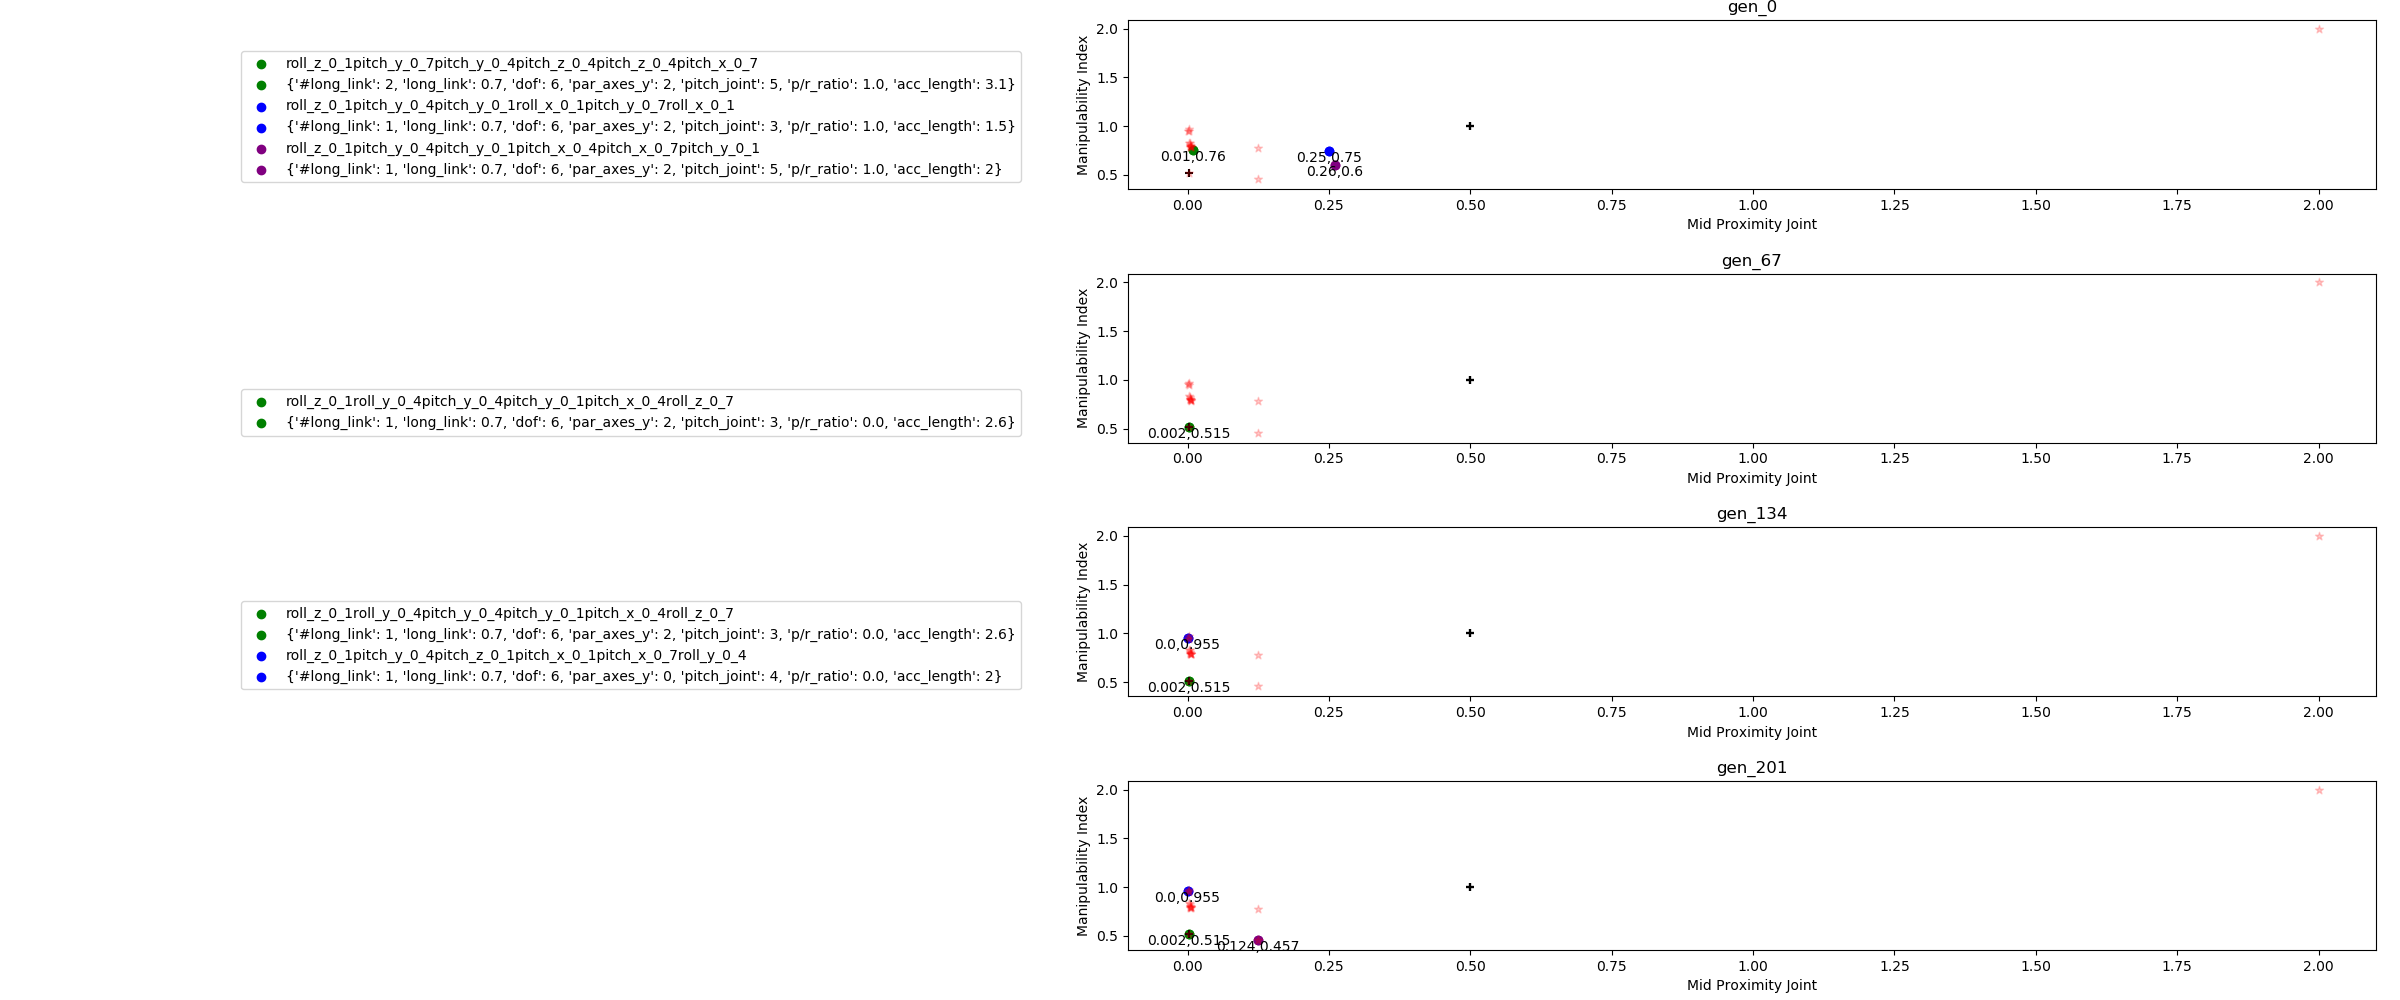 gen_0
roll_z_0_1pitch_y_0_7pitch_y_0_4pitch_z_0_4pitch_z_0_4pitch_x_0_7
{'#long_link': 2, 'long_link': 0.7, 'dof': 6, 'par_axes_y': 2, 'pitch_joint': 5, 'p/r_ratio': 1.0, 'acc_length': 3.1}
roll_z_0_1pitch_y_0_4pitch_y_0_1roll_x_0_1pitch_y_0_7roll_x_0_1
{'#long_link': 1, 'long_link': 0.7, 'dof': 6, 'par_axes_y': 2, 'pitch_joint': 3, 'p/r_ratio': 1.0, 'acc_length': 1.5}
roll_z_0_1pitch_y_0_4pitch_y_0_1pitch_x_0_4pitch_x_0_7pitch_y_0_1
{'#long_link': 1, 'long_link': 0.7, 'dof': 6, 'par_axes_y': 2, 'pitch_joint': 5, 'p/r_ratio': 1.0, 'acc_length': 2}
Manipulability Index
2.0
1.5
1.0
0.5
0.01,0.76
0.25,0.75
0.26,0.6
0.00 0.25 0.50 0.75 1.00 1.25 1.50 1.75 2.00
Mid Proximity Joint
gen_67
roll_z_0_1roll_y_0_4pitch_y_0_4pitch_y_0_1pitch_x_0_4roll_z_0_7
{'#long_link': 1, 'long_link': 0.7, 'dof': 6, 'par_axes_y': 2, 'pitch_joint': 3, 'p/r_ratio': 0.0, 'acc_length': 2.6}
Manipulability Index
2.0
1.5
1.0
0.5
0.002,0.515
0.00 0.25 0.50 0.75 1.00 1.25 1.50 1.75 2.00
Mid Proximity Joint
gen_134
roll_z_0_1roll_y_0_4pitch_y_0_4pitch_y_0_1pitch_x_0_4roll_z_0_7
{'#long_link': 1, 'long_link': 0.7, 'dof': 6, 'par_axes_y': 2, 'pitch_joint': 3, 'p/r_ratio': 0.0, 'acc_length': 2.6}
roll_z_0_1pitch_y_0_4pitch_z_0_1pitch_x_0_1pitch_x_0_7roll_y_0_4
{'#long_link': 1, 'long_link': 0.7, 'dof': 6, 'par_axes_y': 0, 'pitch_joint': 4, 'p/r_ratio': 0.0, 'acc_length': 2}
Manipulability Index
2.0
1.5
1.0
0.5
0.0,0.955
0.002,0.515
0.00 0.25 0.50 0.75 1.00 1.25 1.50 1.75 2.00
Mid Proximity Joint
gen_201
Manipulability Index
2.0
1.5
1.0
0.5
0.0,0.955
0.002,0.515
0.124,0.457
0.00 0.25 0.50 0.75 1.00 1.25 1.50 1.75 2.00
Mid Proximity Joint